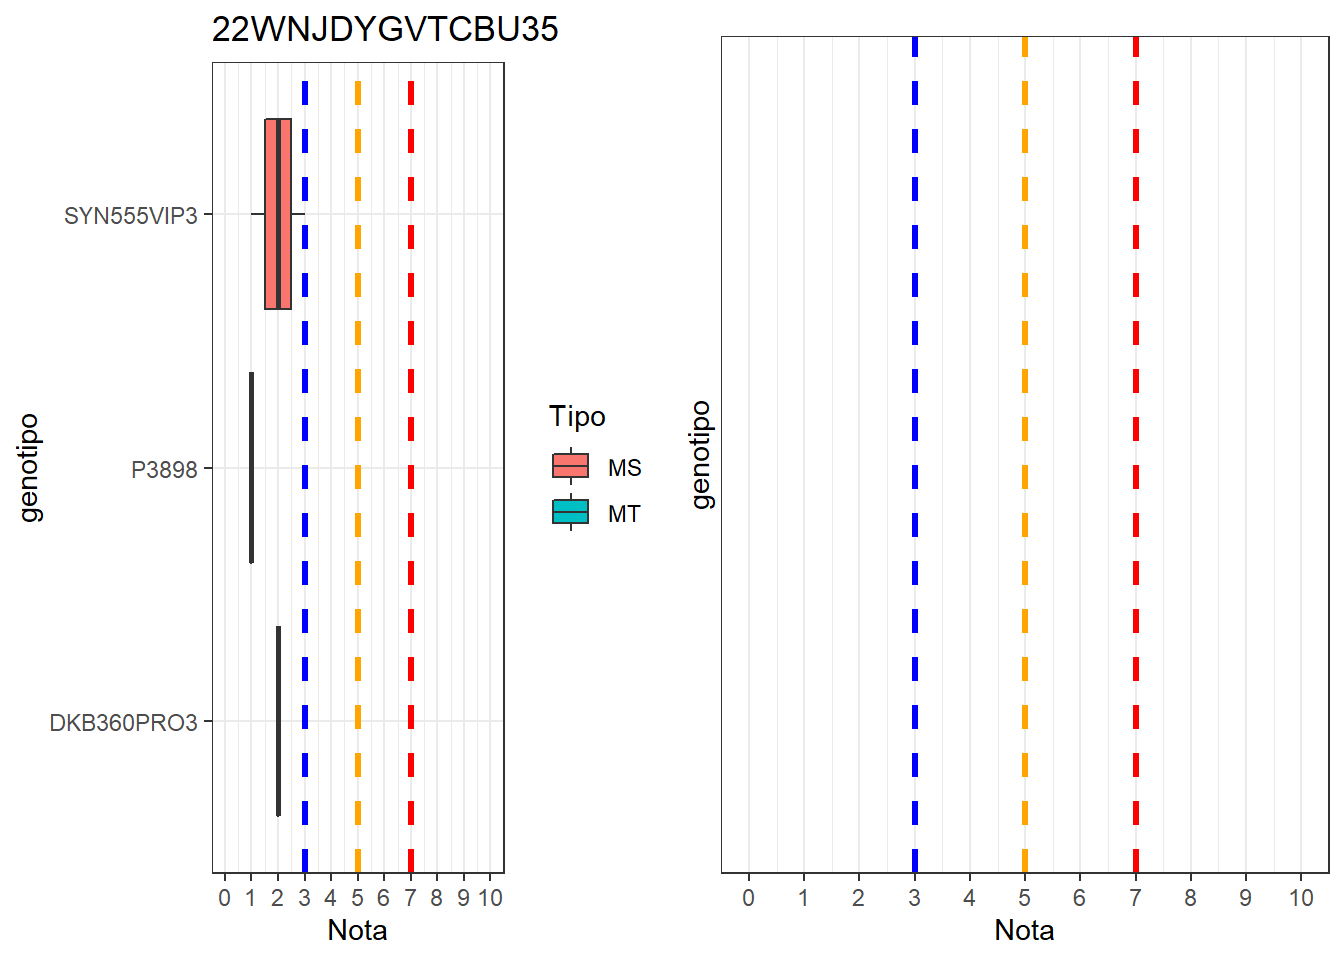 22WNJDYGVTCBU35
genotipo
SYN555VIP3
P3898
DKB360PRO3
0 1 2 3 4 5 6 7 8 9 10
Nota
Tipo
MS
MT
genotipo
0 1 2 3 4 5 6 7 8 9 10
Nota